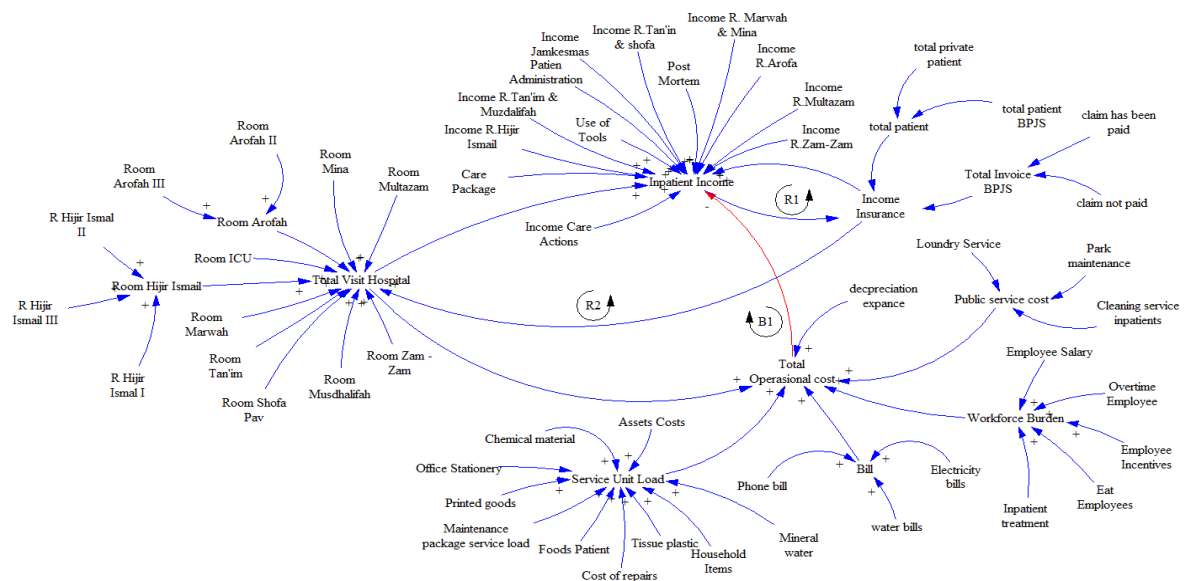 Income R. Marwah
& Mina
Income R.Tan'in
& shofa
Income
Jamkesmas
Patien
Administration
Post
Mortem
Income
R.Arofa
total private
patient
Income R.Tan'im &
Muzdalifah
Income
R.Multazam
Income R.Hijir
Ismail
Use of
Tools
Income
R.Zam-Zam
total patient
total patient
BPJS
claim has been
paid
Room
Arofah II
Room
Mina
Room
Multazam
Care
Package
Inpatient Income
Total Invoice
BPJS
Room
Arofah III
R1
Income
Insurance
claim not paid
R Hijir Ismal
II
Room Arofah
Income Care
Actions
Loundry Service
Park
maintenance
Room ICU
Room Hijir Ismail
Total Visit Hospital
decpreciation
expance
Public service cost
R Hijir
Ismail III
R2
B1
Cleaning service
inpatients
Room
Marwah
Room
Tan'im
Room Zam -
Zam
Total
Operasional cost
Employee Salary
R Hijir
Ismal I
Room Shofa
Pav
Room
Musdhalifah
Overtime
Employee
Workforce Burden
Chemical material
Assets Costs
Employee
Incentives
Office Stationery
Service Unit Load
Phone bill
Bill
Electricity
bills
Printed goods
Eat
Employees
Inpatient
treatment
Maintenance
package service load
Foods Patient
Tissue plastic
Household
Items
Mineral
water
water bills
Cost of repairs